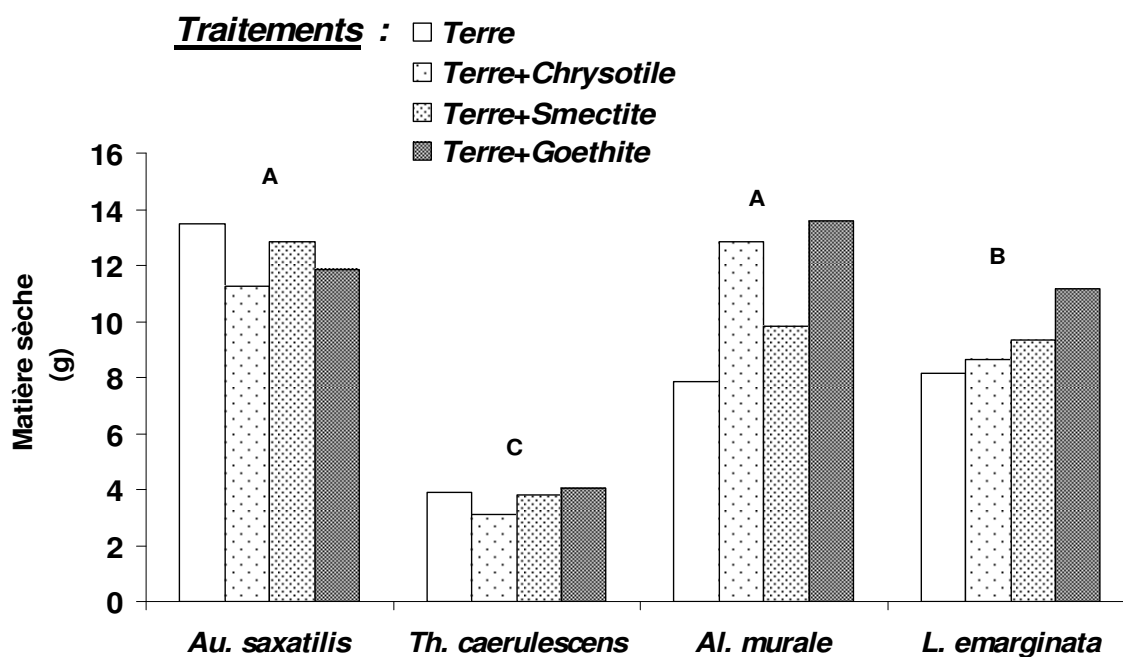 Traitements :
Terre
Terre+Chrysotile
Terre+Smectite
Terre+Goethite
Matière sèche
(g)
16
14
12
10
8
6
4
2
0
A
C
A
B
Au. saxatilis
Th. caerulescens
Al. murale
L. emarginata